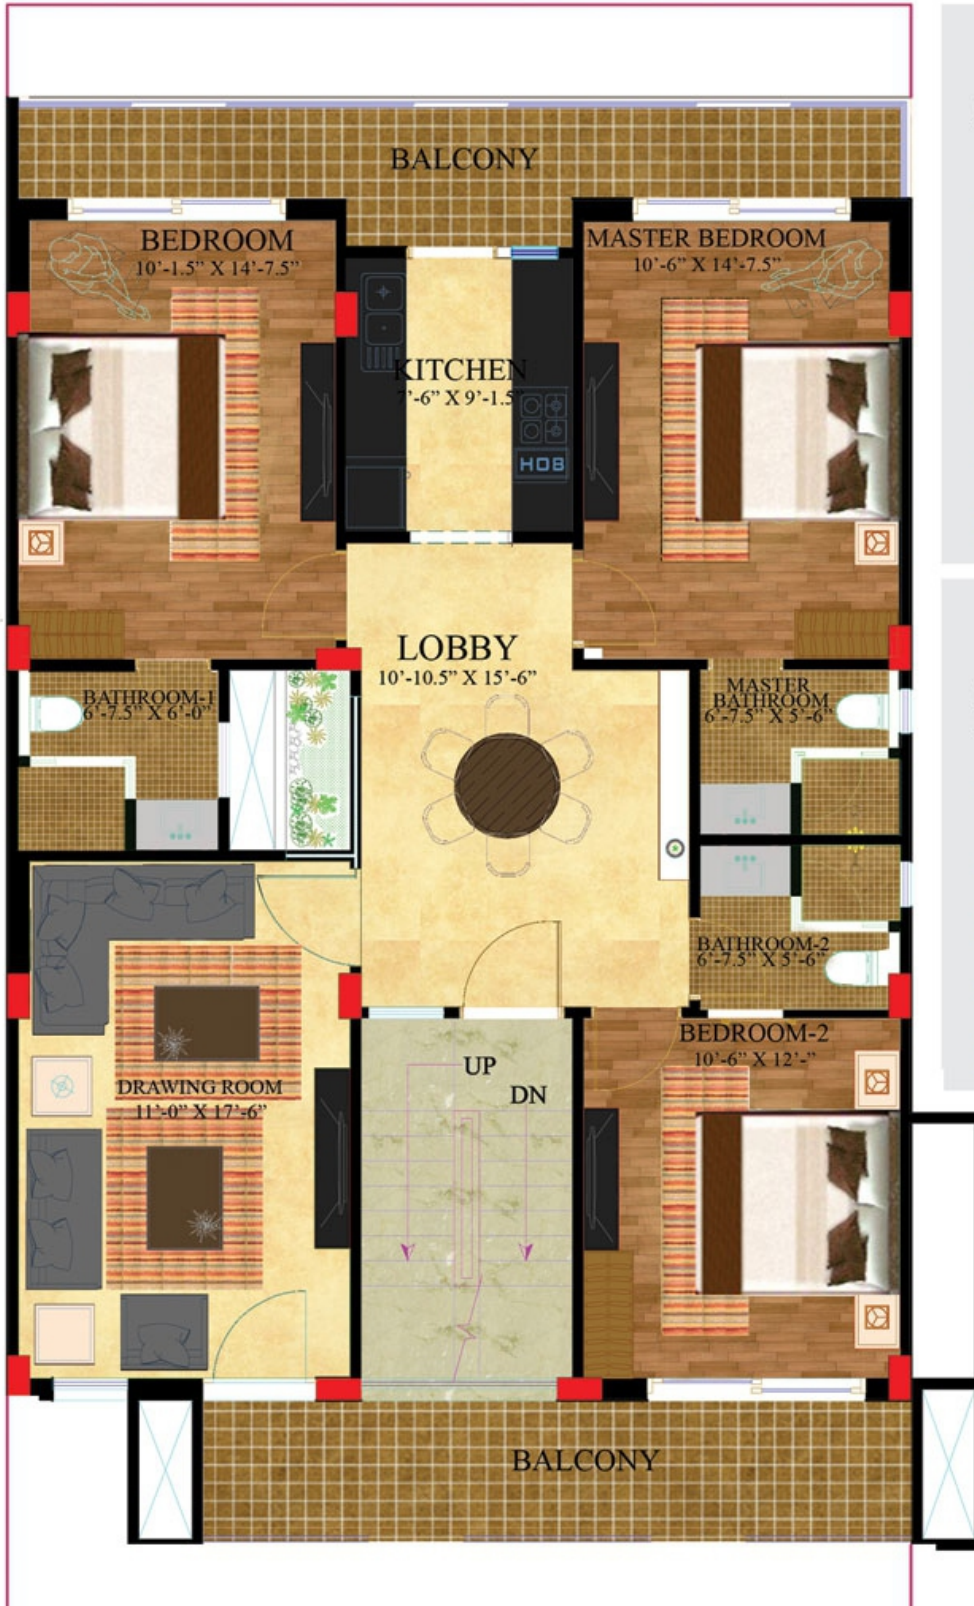 BALCONY
BEDROOM
10'-1.5” X 14'-7.5”
MASTER BEDROOM
10'-6” X 14'-7.5”
KITCHEN
7'-6” X 9'-1.5”
HOB
LOBBY
10'-10.5” X 15'-6”
BATHROOM-1
6'-7.5” X 6'-0”
MASTER
BATHROOM
6'-7.5” X 5'-6”
BATHROOM-2
6'-7.5” X 5'-6”
BEDROOM-2
10'-6” X 12'-”
UP
DN
DRAWING ROOM
11'-0” X 17'-6”
BALCONY